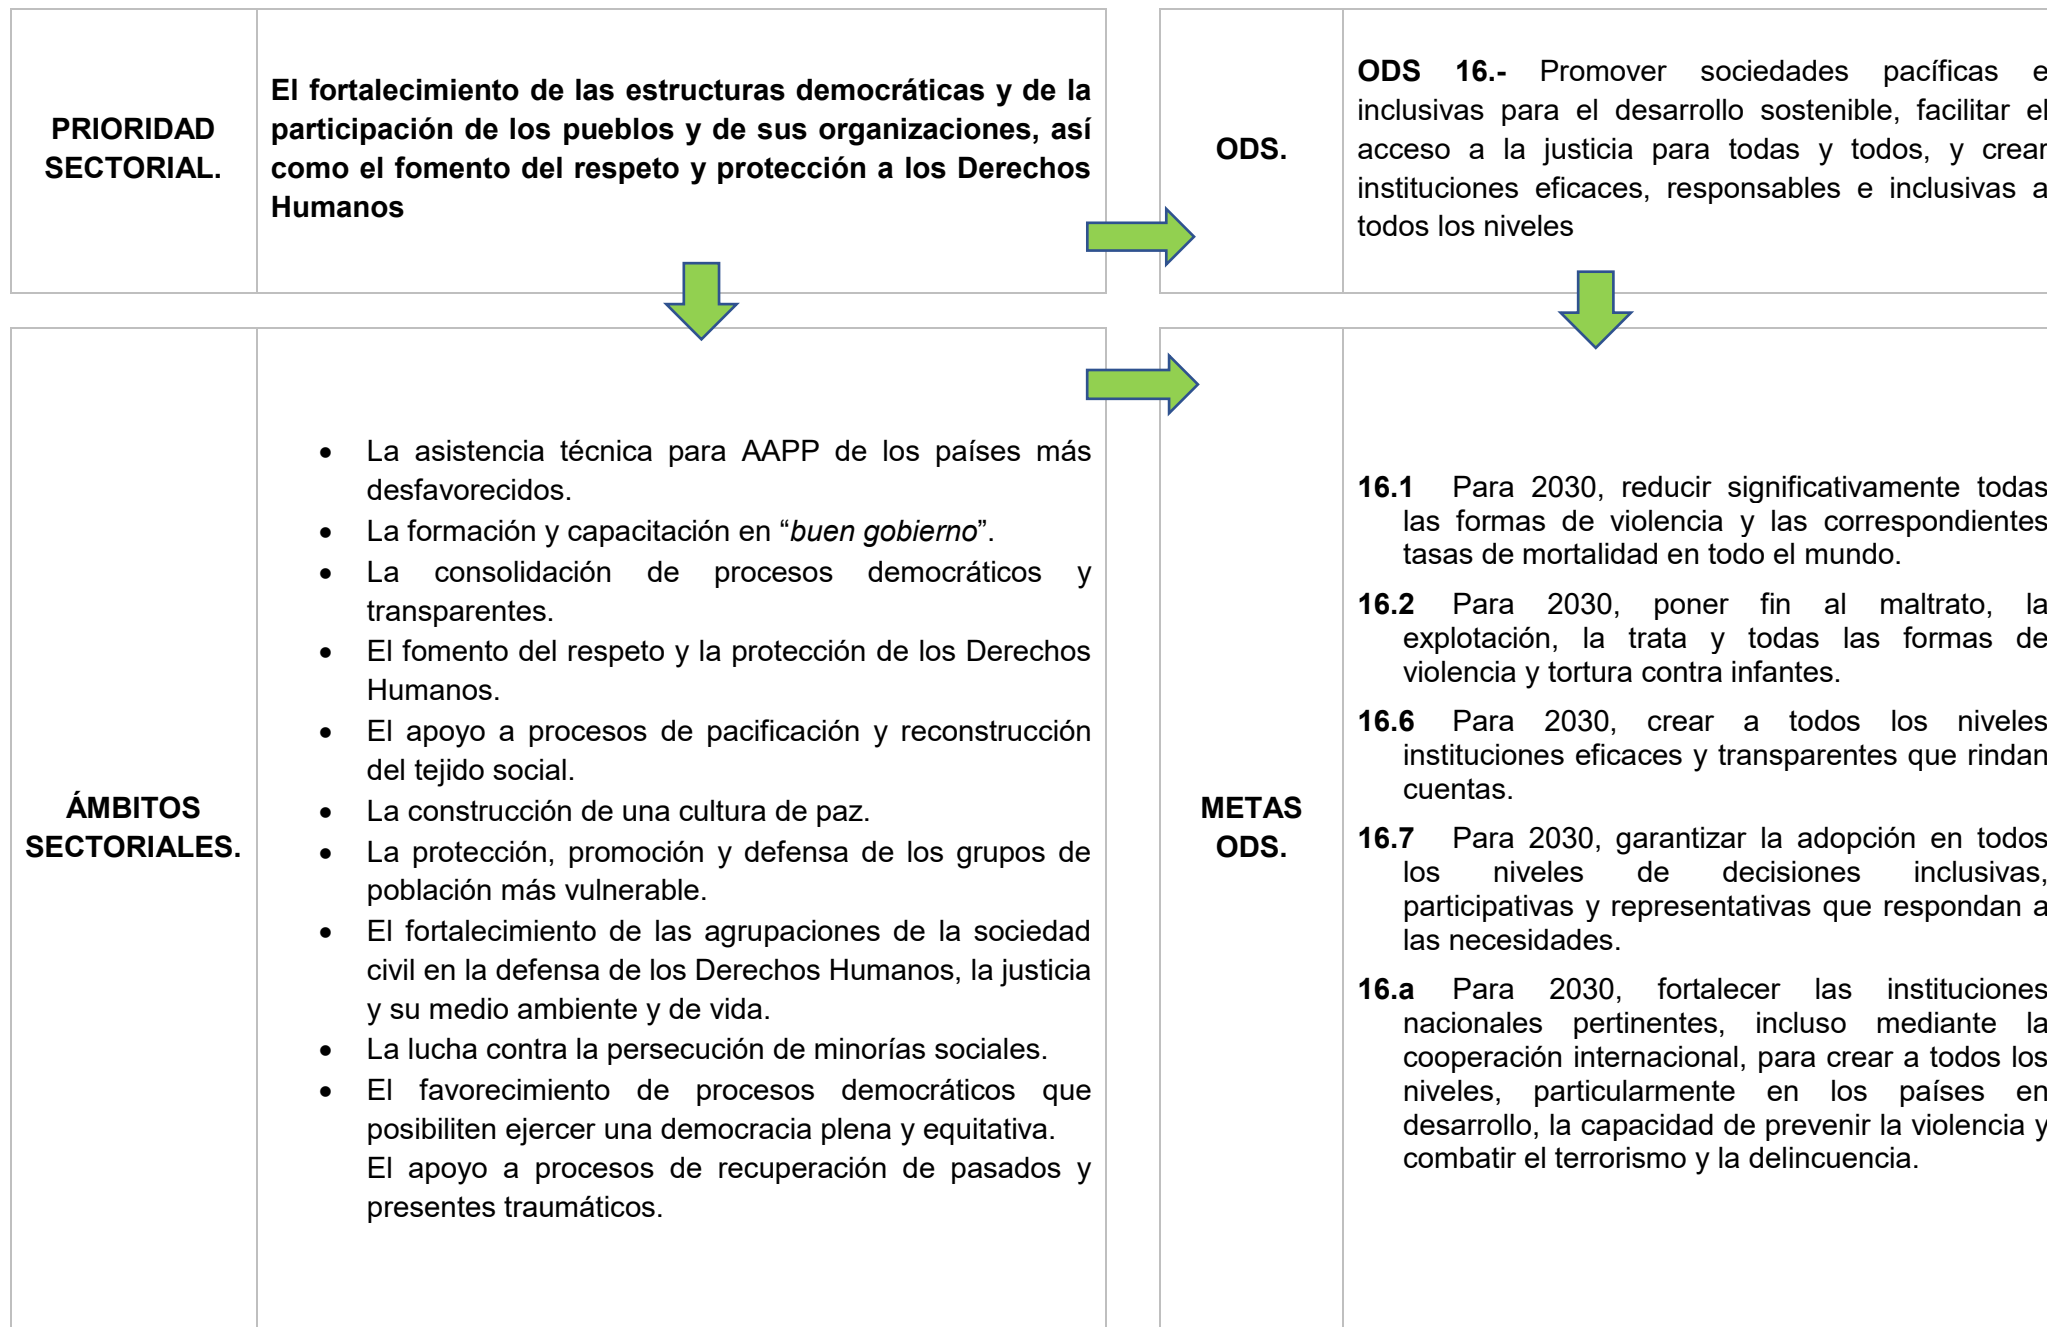 PRIORIDAD
SECTORIAL.
El fortalecimiento de las estructuras democráticas y de la
participación de los pueblos y de sus organizaciones, así
como el fomento del respeto y protección a los Derechos
Humanos
ODS.
ODS 16.- Promover sociedades pacíficas e
inclusivas para el desarrollo sostenible, facilitar el
acceso a la justicia para todas y todos, y crear
instituciones eficaces, responsables e inclusivas a
todos los niveles
ÁMBITOS
SECTORIALES.
• La asistencia técnica para AAPP de los países más
desfavorecidos.
• La formación y capacitación en “buen gobierno”.
• La consolidación de procesos democráticos y
transparentes.
• El fomento del respeto y la protección de los Derechos
Humanos.
• El apoyo a procesos de pacificación y reconstrucción
del tejido social.
• La construcción de una cultura de paz.
• La protección, promoción y defensa de los grupos de
población más vulnerable.
• El fortalecimiento de las agrupaciones de la sociedad
civil en la defensa de los Derechos Humanos, la justicia
y su medio ambiente y de vida.
• La lucha contra la persecución de minorías sociales.
• El favorecimiento de procesos democráticos que
posibiliten ejercer una democracia plena y equitativa.
El apoyo a procesos de recuperación de pasados y
presentes traumáticos.
METAS
ODS.
16.1 Para 2030, reducir significativamente todas
las formas de violencia y las correspondientes
tasas de mortalidad en todo el mundo.
16.2 Para 2030, poner fin al maltrato, la
explotación, la trata y todas las formas de
violencia y tortura contra infantes.
16.6 Para 2030, crear a todos los niveles
instituciones eficaces y transparentes que rindan
cuentas.
16.7 Para 2030, garantizar la adopción en todos
los niveles de decisiones inclusivas,
participativas y representativas que respondan a
las necesidades.
16.a Para 2030, fortalecer las instituciones
nacionales pertinentes, incluso mediante la
cooperación internacional, para crear a todos los
niveles, particularmente en los países en
desarrollo, la capacidad de prevenir la violencia y
combatir el terrorismo y la delincuencia.